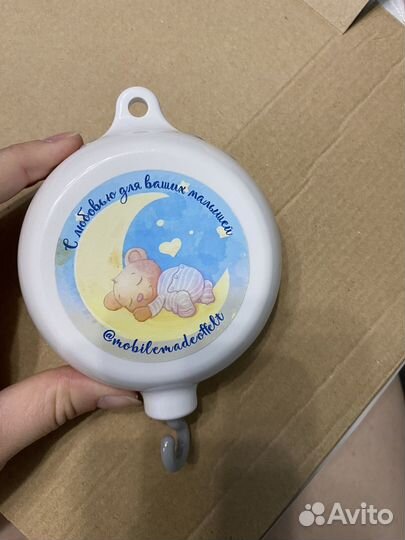 С любовью для ваших малышей
@mobilemadeoffelt
Avito